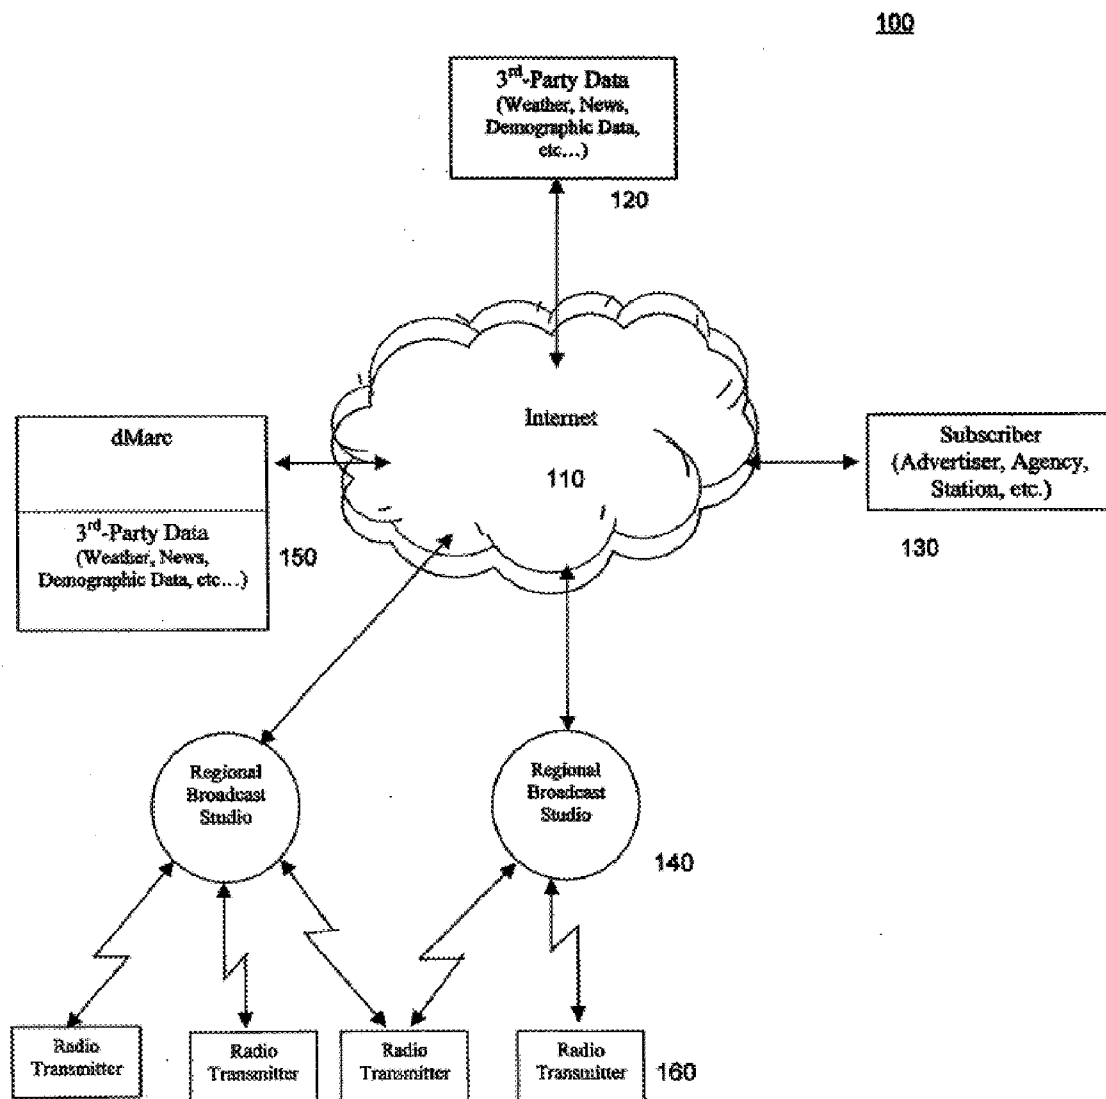 100
3rd-Party Data
(Weather, News,
Demographic Data,
etc...)
120
Internet
110
dMarc
3rd-Party Data
(Weather, News,
Demographic Data, etc...)
150
Subscriber
(Advertiser, Agency,
Station, etc.)
130
Regional
Broadcast
Studio
Regional
Broadcast
Studio
140
Radio
Transmitter
Radio
Transmitter
Radio
Transmitter
Radio
Transmitter
160